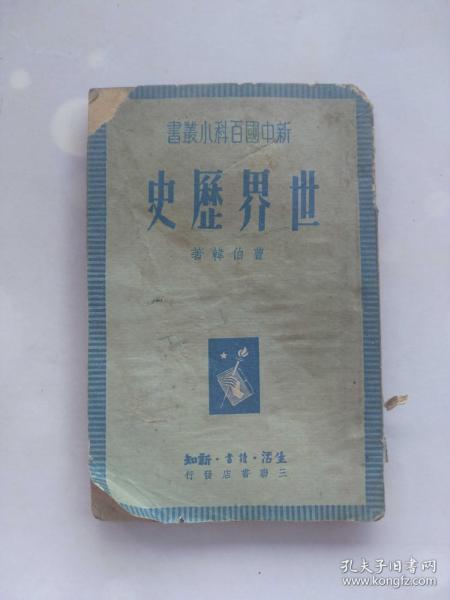 新中國百科小叢書
世界歷史
曹伯韓著
生活·讀書·新知
三聯書店發行
孔夫子旧书网
www.kongfz.com